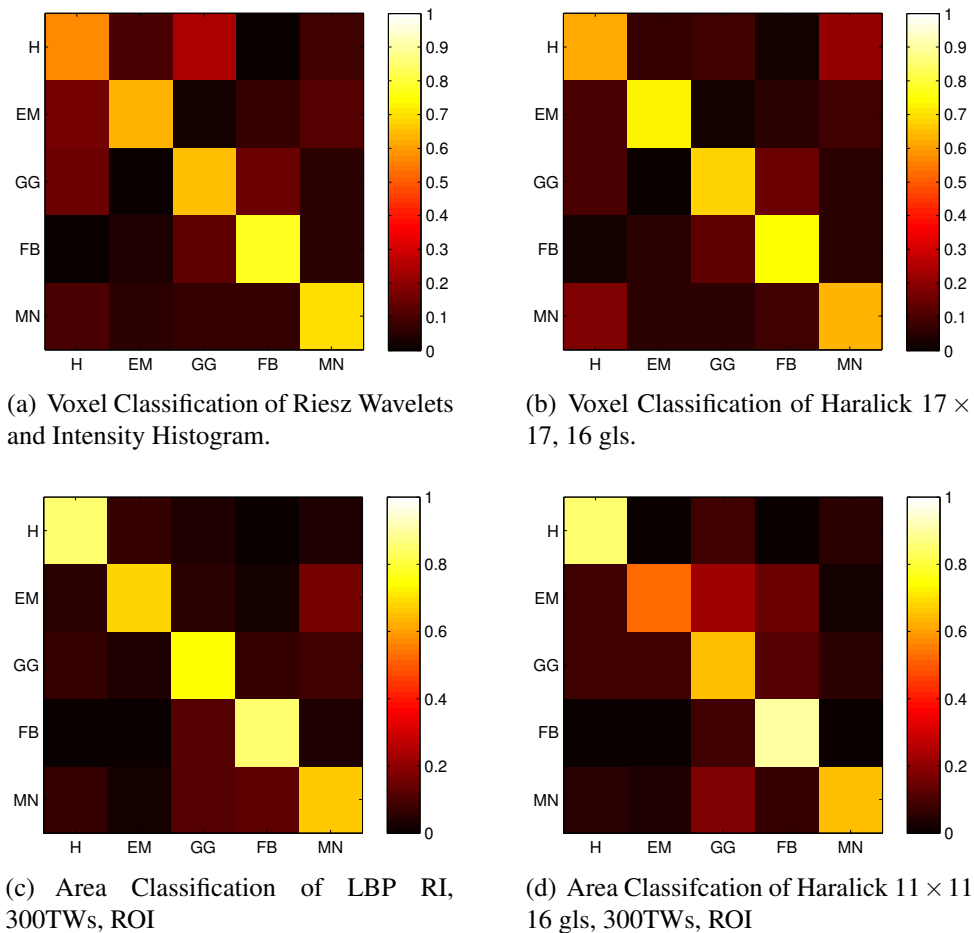 H
EM
GG
FB
MN
H EM GG FB MN
1
0.9
0.8
0.7
0.6
0.5
0.4
0.3
0.2
0.1
0
(a) Voxel Classification of Riesz Wavelets
and Intensity Histogram.
H
EM
GG
FB
MN
H EM GG FB MN
1
0.9
0.8
0.7
0.6
0.5
0.4
0.3
0.2
0.1
0
(b) Voxel Classification of Haralick 17 ×
17, 16 gls.
H
EM
GG
FB
MN
H EM GG FB MN
1
0.8
0.6
0.4
0.2
0
(c) Area Classification of LBP RI,
300TWs, ROI
H
EM
GG
FB
MN
H EM GG FB MN
1
0.8
0.6
0.4
0.2
0
(d) Area Classifcation of Haralick 11 × 11
16 gls, 300TWs, ROI